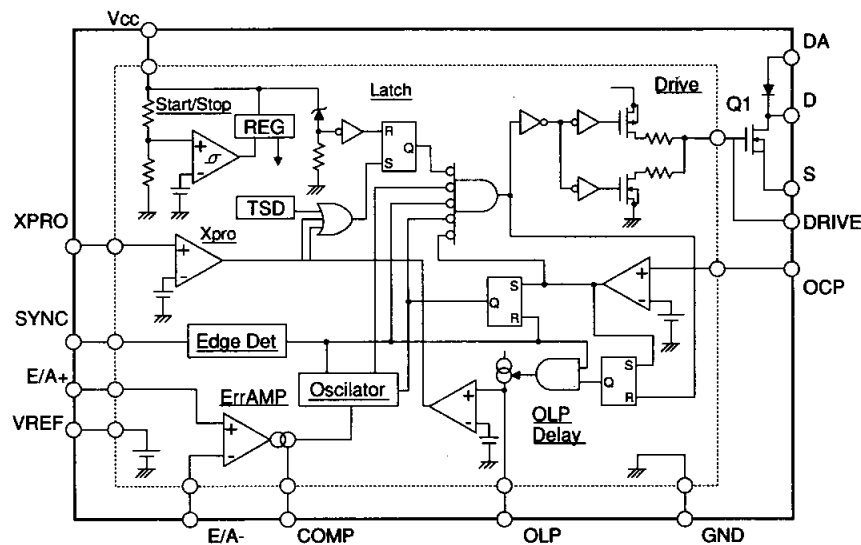 Vcc
DA
Start/Stop
Latch
Drive
Q1
D
REG
R
Q
S
σ
+
-
S
TSD
XPRO
Xpro
DRIVE
+
-
+
-
OCP
SYNC
S
Q
R
Edge Det
E/A+
ErrAMP
Oscilator
S
Q
R
OLP
Delay
VREF
+
-
+
-
E/A-
COMP
OLP
GND